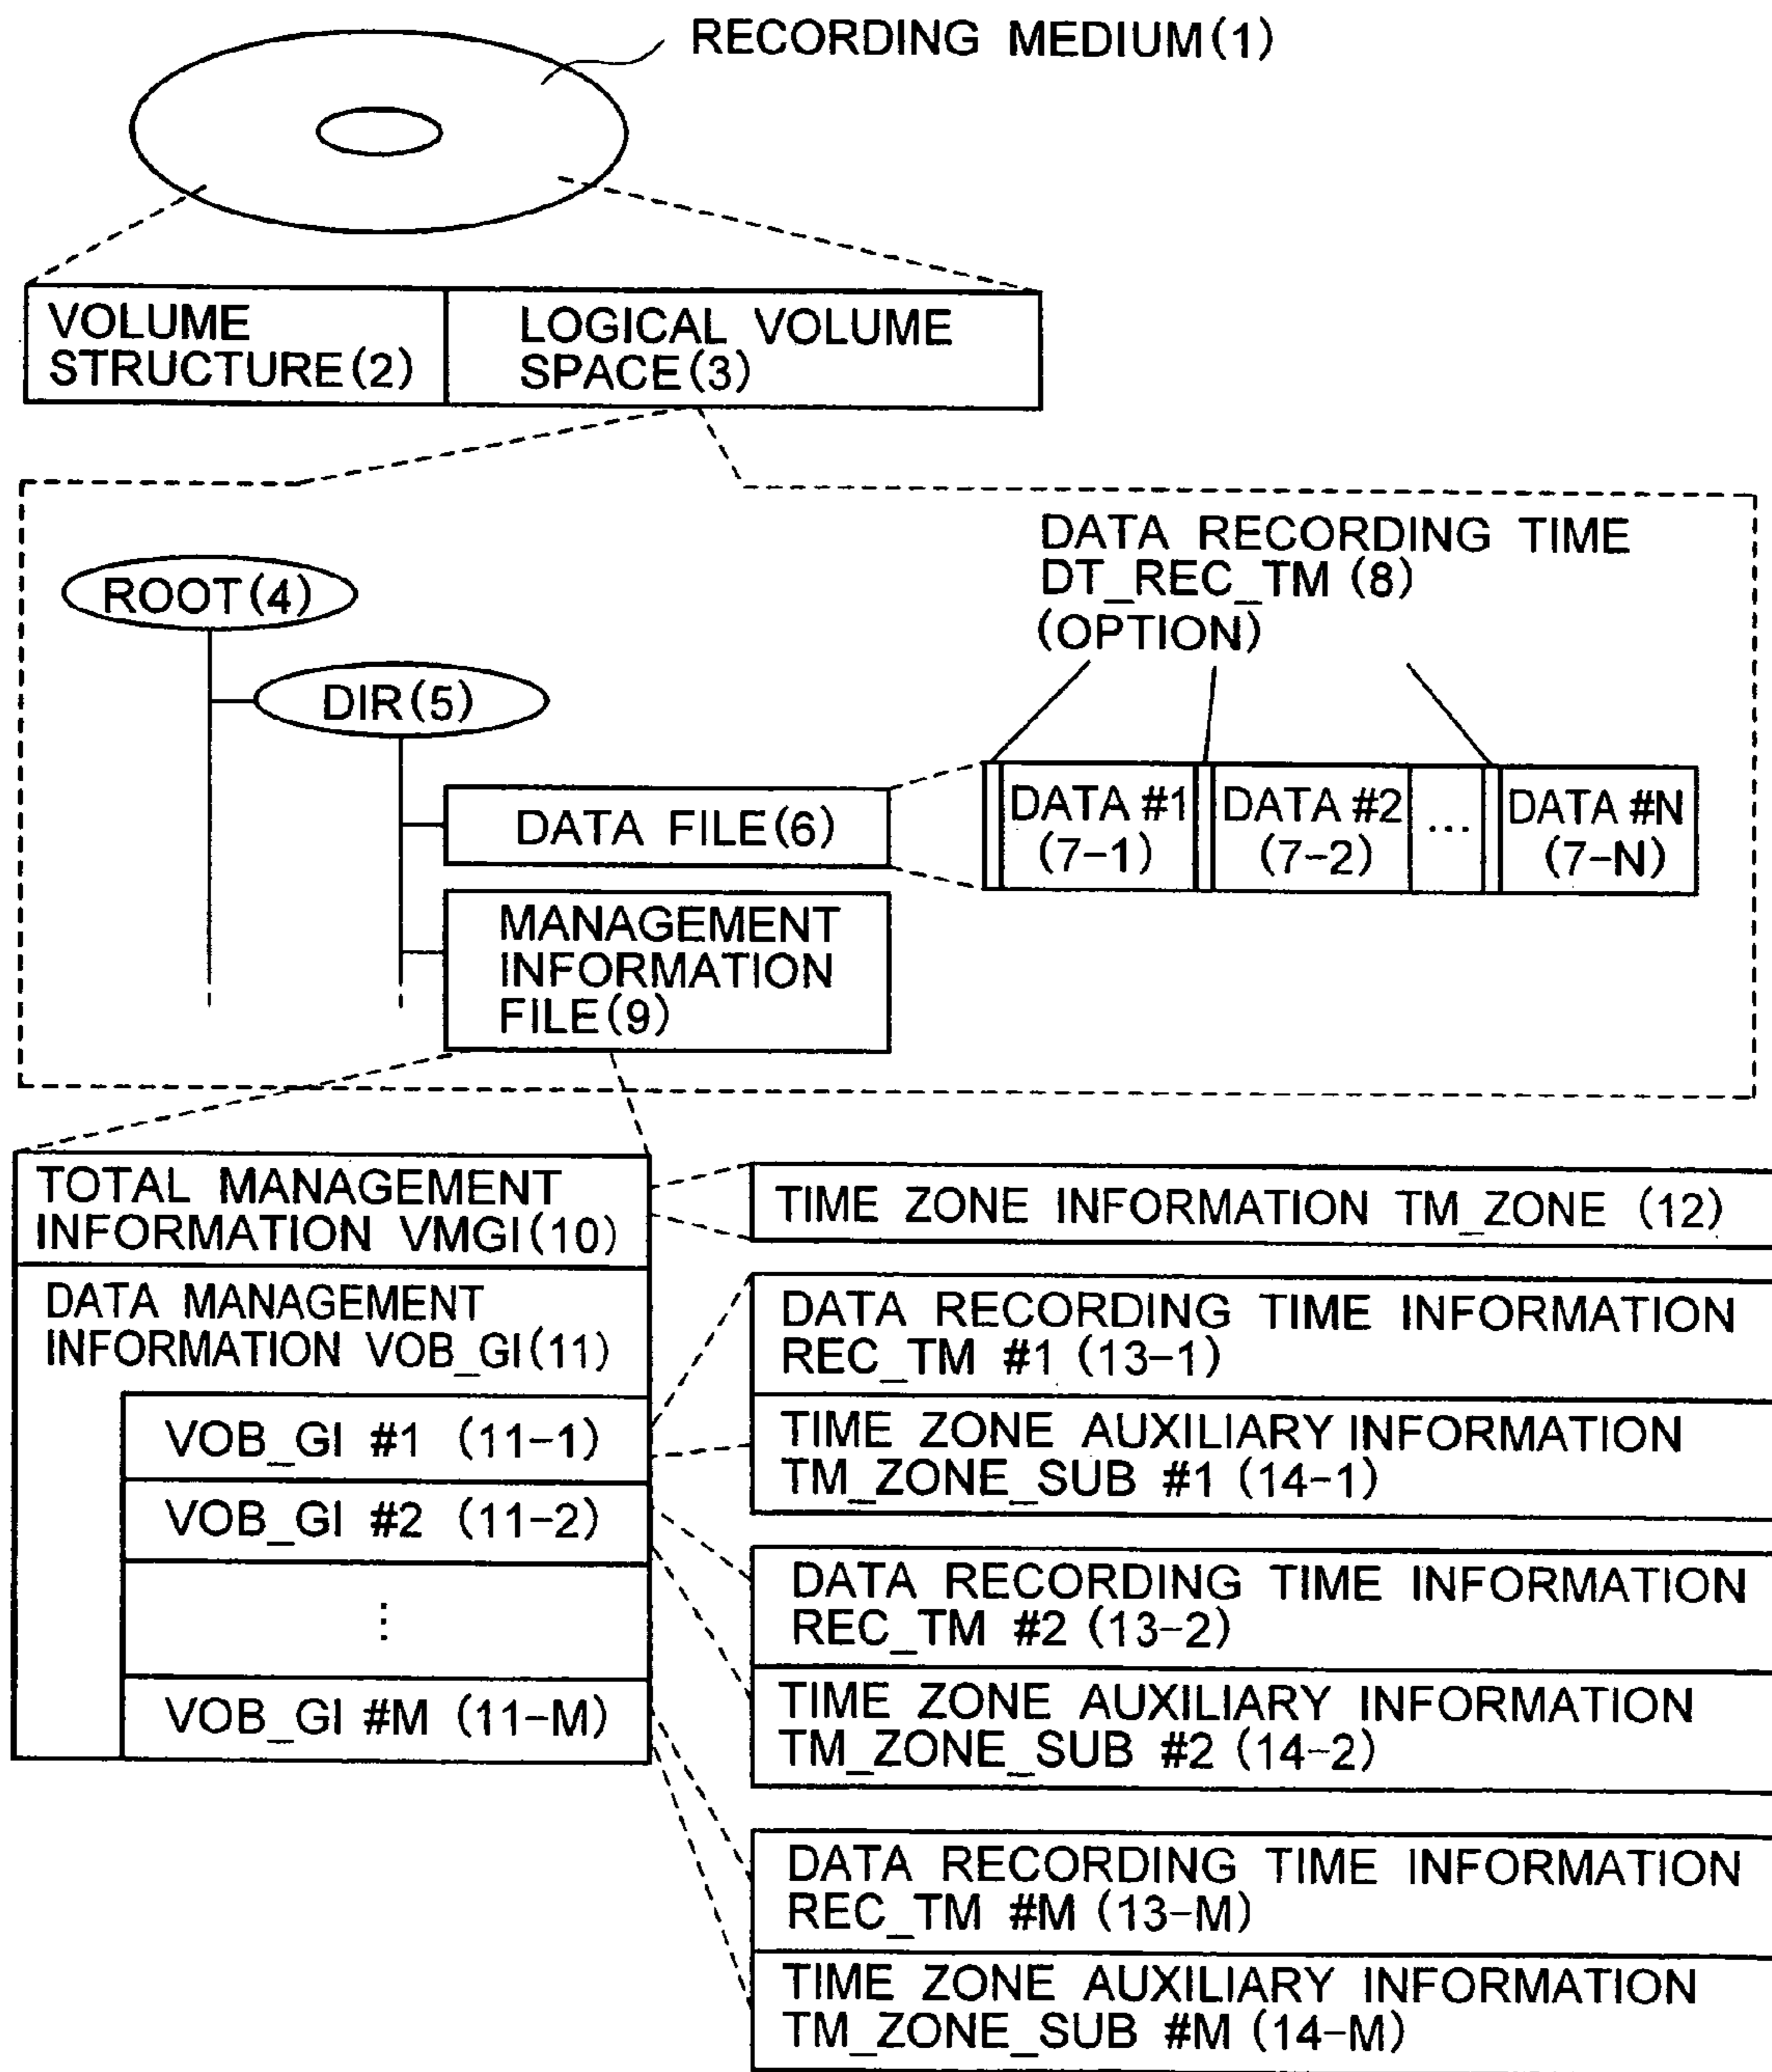 RECORDING MEDIUM(1)
VOLUME
STRUCTURE(2)
LOGICAL VOLUME
SPACE(3)
DATA RECORDING TIME
DT_REC_TM (8)
(OPTION)
ROOT(4)
DIR(5)
DATA FILE(6)
DATA #1
(7-1)
DATA #2
(7-2)
...
DATA #N
(7-N)
MANAGEMENT
INFORMATION
FILE(9)
TOTAL MANAGEMENT
INFORMATION VMGI(10)
TIME ZONE INFORMATION TM_ZONE (12)
DATA MANAGEMENT
INFORMATION VOB_GI(11)
VOB_GI #1 (11-1)
VOB_GI #2 (11-2)
⋮
VOB_GI #M (11-M)
DATA RECORDING TIME INFORMATION
REC_TM #1 (13-1)
TIME ZONE AUXILIARY INFORMATION
TM_ZONE_SUB #1 (14-1)
DATA RECORDING TIME INFORMATION
REC_TM #2 (13-2)
TIME ZONE AUXILIARY INFORMATION
TM_ZONE_SUB #2 (14-2)
DATA RECORDING TIME INFORMATION
REC_TM #M (13-M)
TIME ZONE AUXILIARY INFORMATION
TM_ZONE_SUB #M (14-M)